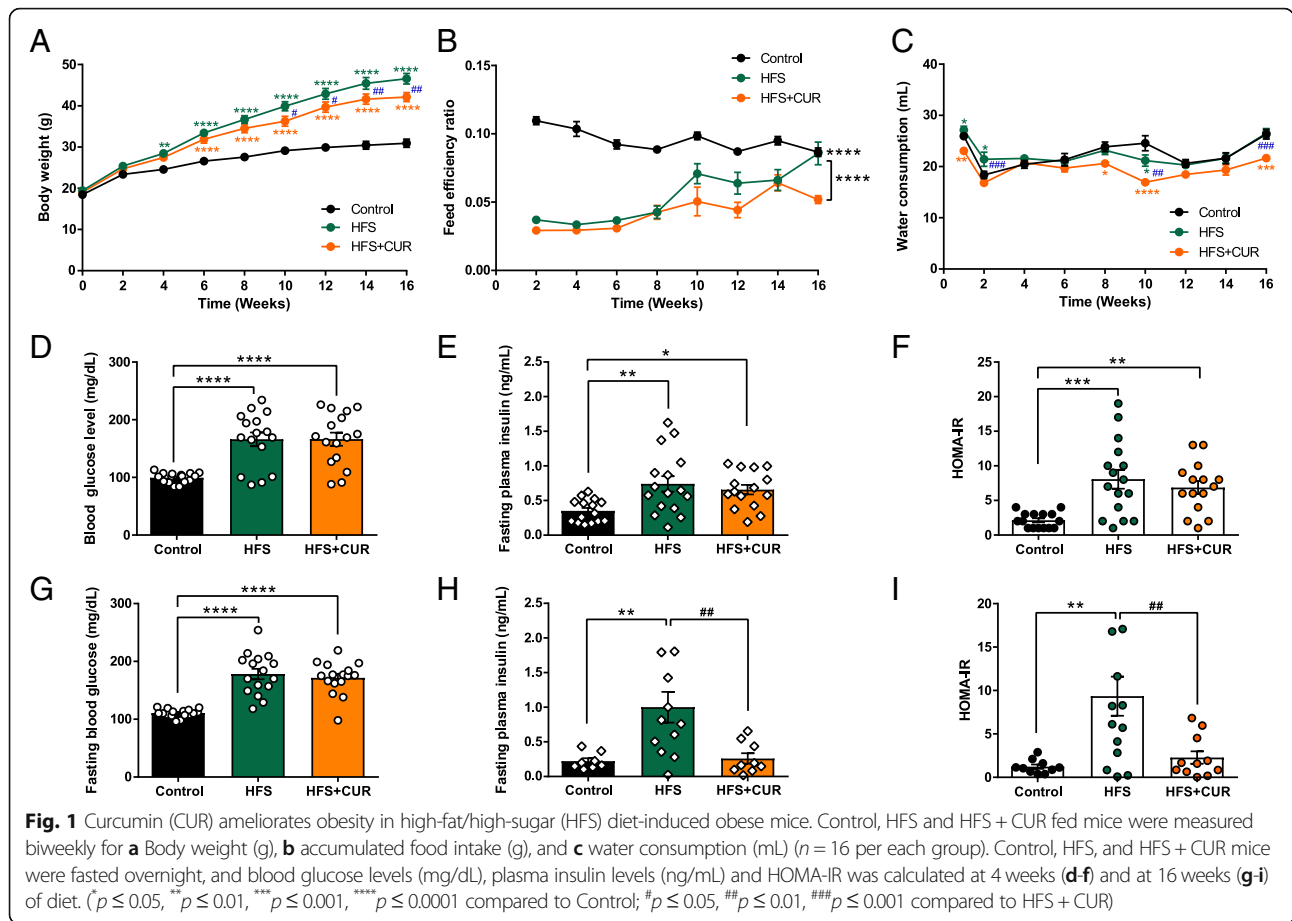 A
Body weight (g)
50
40
30
20
10
0
0 2 4 6 8 10 12 14 16
Time (Weeks)
** **** **** **** **** **** ****
# # ## ##
**** **** **** **** **** ****
Control
HFS
HFS+CUR
B
Feed efficiency ratio
0.15
0.10
0.05
0.00
2 4 6 8 10 12 14 16
Time (Weeks)
Control
HFS
HFS+CUR
****
****
C
Water consumption (mL)
40
30
20
10
0
0 2 4 6 8 10 12 14 16
Time (Weeks)
* * *
### ## ###
** * **** ***
Control
HFS
HFS+CUR
D
Blood glucose level (mg/dL)
300
200
100
0
****
****
Control HFS HFS+CUR
E
Fasting plasma insulin (ng/mL)
2.5
2.0
1.5
1.0
0.5
0.0
*
**
Control HFS HFS+CUR
F
HOMA-IR
25
20
15
10
5
0
**
***
Control HFS HFS+CUR
G
Fasting blood glucose (mg/dL)
300
200
100
0
****
****
Control HFS HFS+CUR
H
Fasting plasma insulin (ng/mL)
2.5
2.0
1.5
1.0
0.5
0.0
** ##
Control HFS HFS+CUR
I
HOMA-IR
20
15
10
5
0
** ##
Control HFS HFS+CUR
Fig. 1 Curcumin (CUR) ameliorates obesity in high-fat/high-sugar (HFS) diet-induced obese mice. Control, HFS and HFS + CUR fed mice were measured
biweekly for a Body weight (g), b accumulated food intake (g), and c water consumption (mL) (n = 16 per each group). Control, HFS, and HFS + CUR mice
were fasted overnight, and blood glucose levels (mg/dL), plasma insulin levels (ng/mL) and HOMA-IR was calculated at 4 weeks (d-f) and at 16 weeks (g-i)
of diet. (*p ≤ 0.05, **p ≤ 0.01, ***p ≤ 0.001, ****p ≤ 0.0001 compared to Control; #p ≤ 0.05, ##p ≤ 0.01, ###p ≤ 0.001 compared to HFS + CUR)